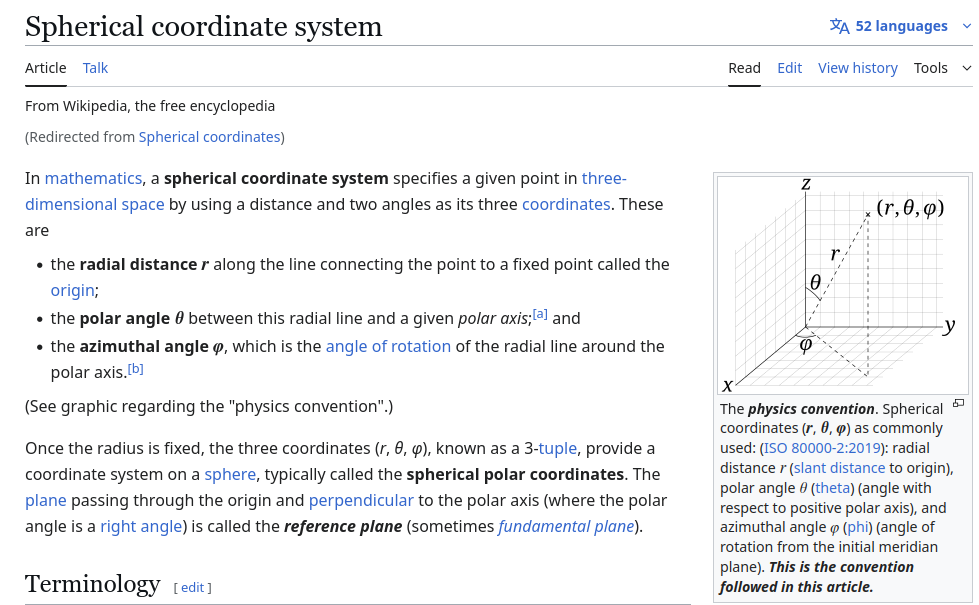 Spherical coordinate system
52 languages
Article Talk
Read Edit View history Tools
From Wikipedia, the free encyclopedia
(Redirected from Spherical coordinates)
In mathematics, a spherical coordinate system specifies a given point in three-
dimensional space by using a distance and two angles as its three coordinates. These
are
• the radial distance r along the line connecting the point to a fixed point called the
origin;
• the polar angle θ between this radial line and a given polar axis;[a] and
• the azimuthal angle φ, which is the angle of rotation of the radial line around the
polar axis.[b]
(See graphic regarding the "physics convention".)
Once the radius is fixed, the three coordinates (r, θ, φ), known as a 3-tuple, provide a
coordinate system on a sphere, typically called the spherical polar coordinates. The
plane passing through the origin and perpendicular to the polar axis (where the polar
angle is a right angle) is called the reference plane (sometimes fundamental plane).
Terminology [ edit ]
z
(r, θ, φ)
r
θ
y
φ
x
The physics convention. Spherical
coordinates (r, θ, φ) as commonly
used: (ISO 80000-2:2019): radial
distance r (slant distance to origin),
polar angle θ (theta) (angle with
respect to positive polar axis), and
azimuthal angle φ (phi) (angle of
rotation from the initial meridian
plane). This is the convention
followed in this article.